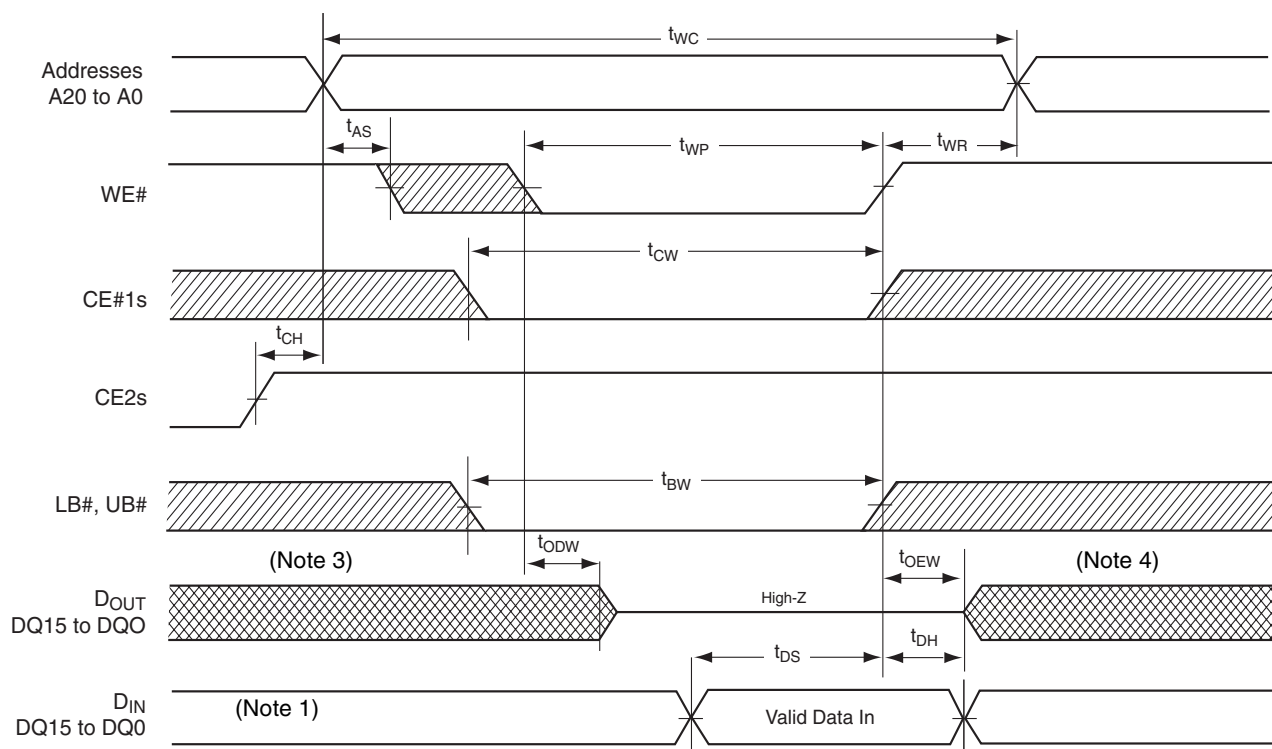 tWC
Addresses
A20 to A0
tAS
tWP
tWR
WE#
tCW
CE#1s
tCH
CE2s
tBW
LB#, UB#
(Note 3)
tODW
tOEW
(Note 4)
DOUT
DQ15 to DQO
High-Z
tDS
tDH
DIN
DQ15 to DQ0
(Note 1)
Valid Data In